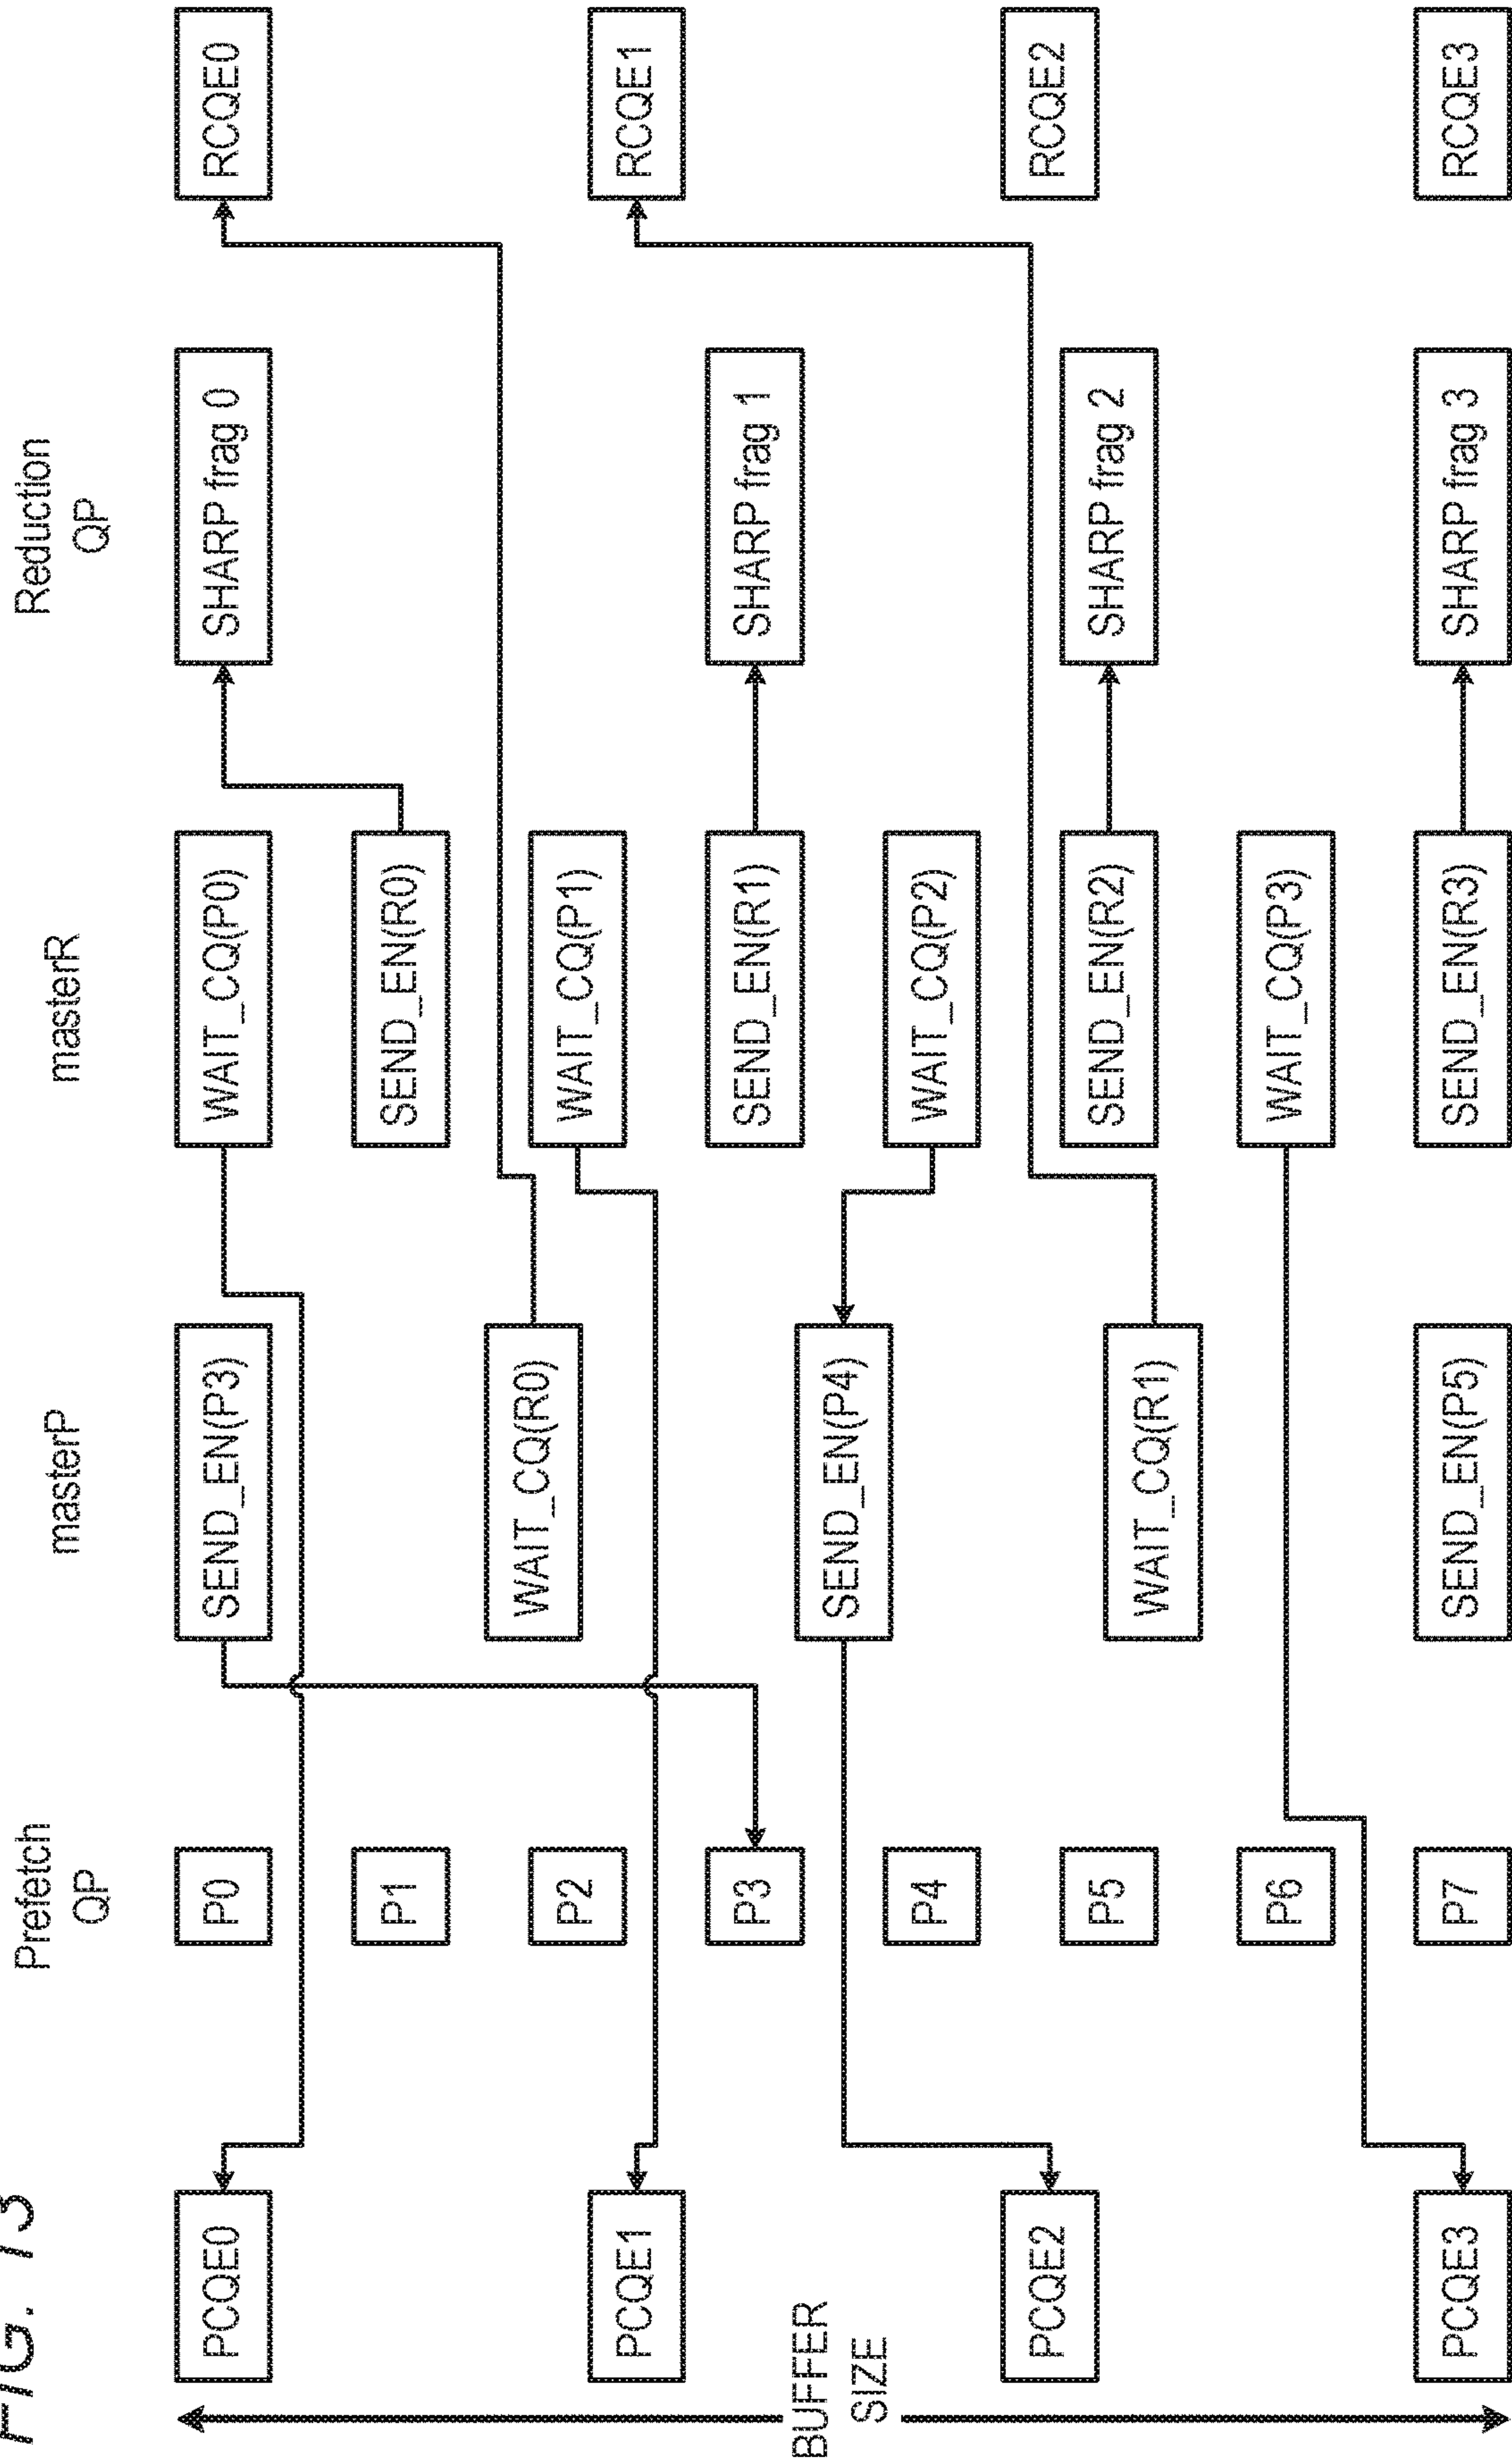 FIG. 13
Prefetch
QP
masterP
masterR
Reduction
QP
PCQE0
P0
SEND_EN(P3)
WAIT_CQ(P0)
SHARP frag 0
RCQE0
P1
SEND_EN(R0)
WAIT_CQ(R0)
P2
WAIT_CQ(P1)
PCQE1
RCQE1
P3
SEND_EN(R1)
SHARP frag 1
BUFFER
SIZE
SEND_EN(P4)
P4
WAIT_CQ(P2)
PCQE2
RCQE2
P5
SEND_EN(R2)
SHARP frag 2
WAIT_CQ(R1)
P6
WAIT_CQ(P3)
PCQE3
P7
SEND_EN(P5)
SEND_EN(R3)
SHARP frag 3
RCQE3